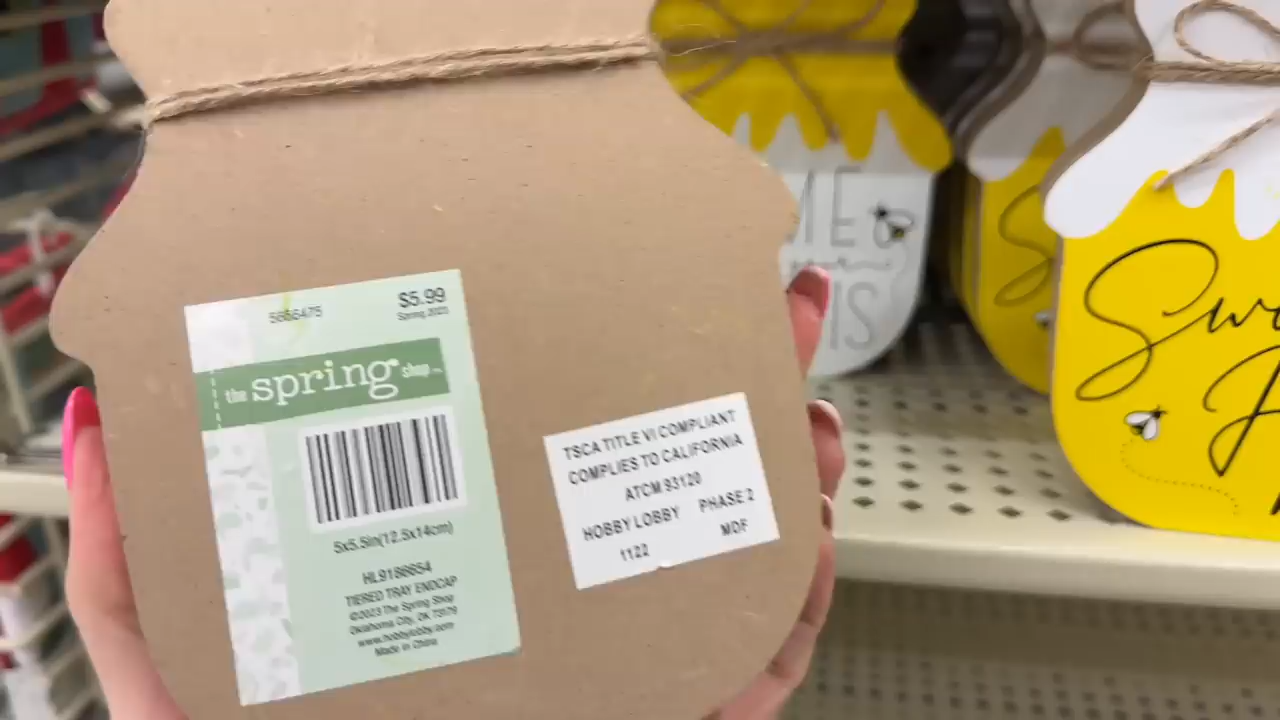 5666475
$5.99
Spring 2023
the spring shop
5x5.5in(12.5x14cm)
HL9186654
TIERED TRAY ENDCAP
©2023 The Spring Shop
Oklahoma City, OK 73179
www.hobbylobby.com
Made in China
TSCA TITLE VI COMPLIANT
COMPLIES TO CALIFORNIA
ATCM 93120
HOBBY LOBBY PHASE 2
1122 MDF